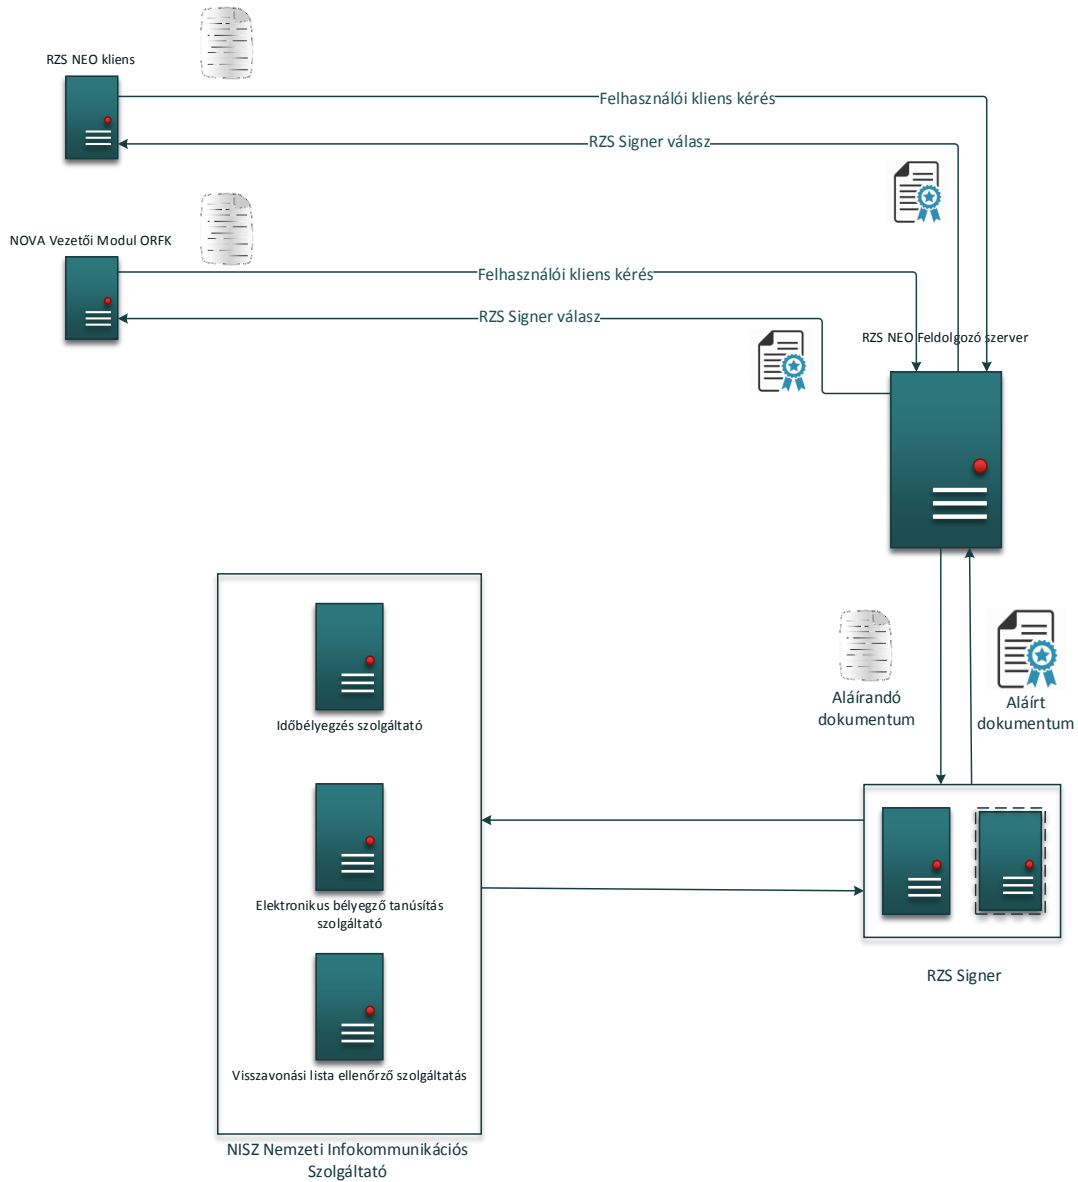 RZS NEO kliens
Felhasználói kliens kérés
RZS Signer válasz
NOVA Vezetői Modul ORFK
Felhasználói kliens kérés
RZS Signer válasz
RZS NEO Feldolgozó szerver
Aláírandó
dokumentum
Aláírt
dokumentum
Időbélyegzés szolgáltató
Elektronikus bélyegző tanúsítás
szolgáltató
RZS Signer
Visszavonási lista ellenőrző szolgáltatás
NISZ Nemzeti Infokommunikációs
Szolgáltató